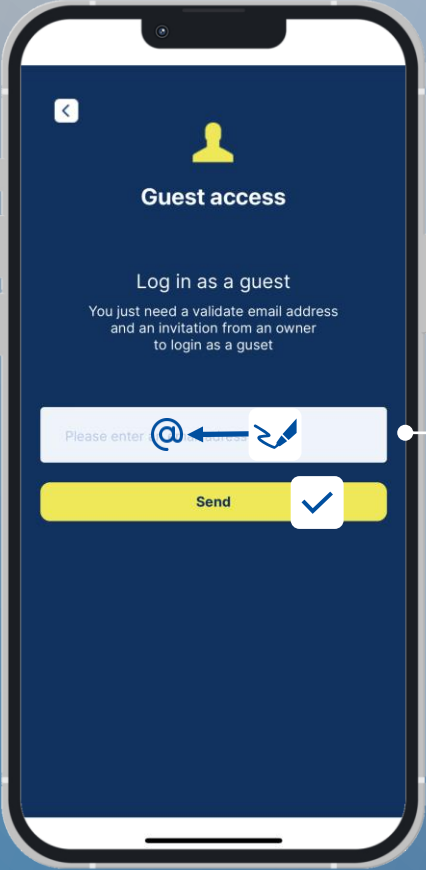 Guest access
Log in as a guest
You just need a validate email address
and an invitation from an owner
to login as a guset
Please enter
@
Send